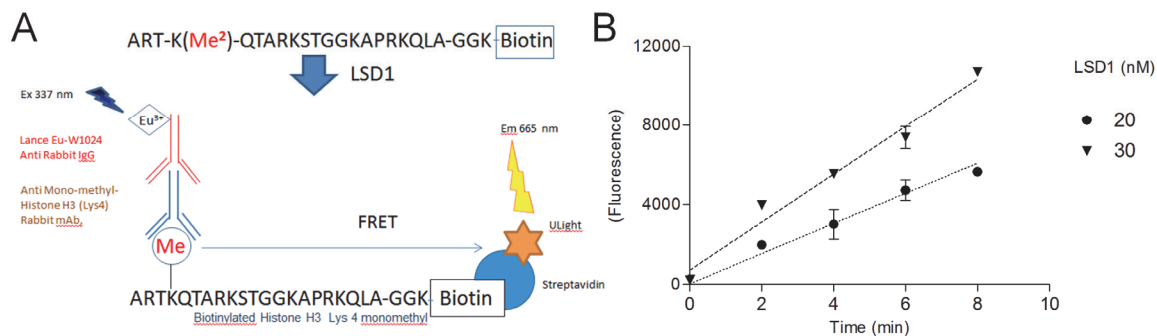 A
ART-K(Me²)-QTARKSTGGKAPRKQLA-GGK-Biotin
LSD1
Ex 337 nm
Eu³⁺
Lance Eu-W1024
Anti Rabbit IgG
Anti Mono-methyl-
Histone H3 (Lys4)
Rabbit mAb,
Me
FRET
Em 665 nm
ULight
Streptavidin
ARTKQTARKSTGGKAPRKQLA-GGK-Biotin
Biotinylated Histone H3 Lys 4 monomethyl
B
(Fluorescence)
12000
8000
4000
0
0 2 4 6 8 10
Time (min)
LSD1 (nM)
20
30